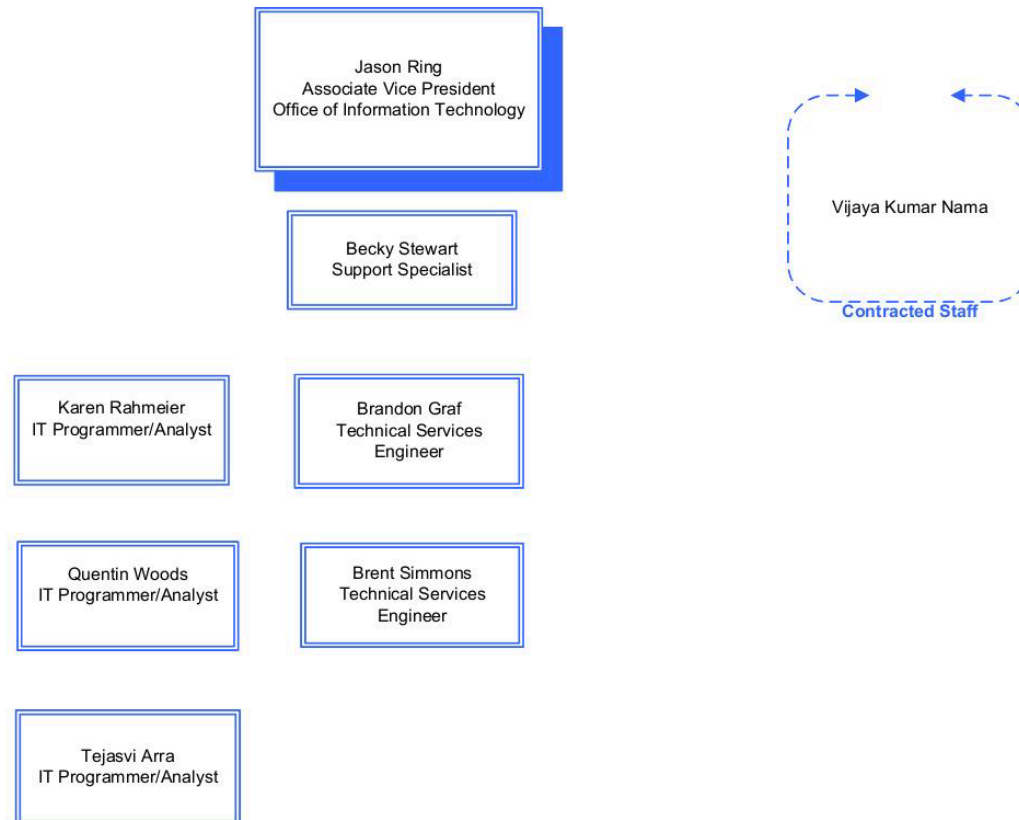 Jason Ring
Associate Vice President
Office of Information Technology
Vijaya Kumar Nama
Contracted Staff
Becky Stewart
Support Specialist
Karen Rahmeier
IT Programmer/Analyst
Brandon Graf
Technical Services
Engineer
Quentin Woods
IT Programmer/Analyst
Brent Simmons
Technical Services
Engineer
Tejasvi Arra
IT Programmer/Analyst